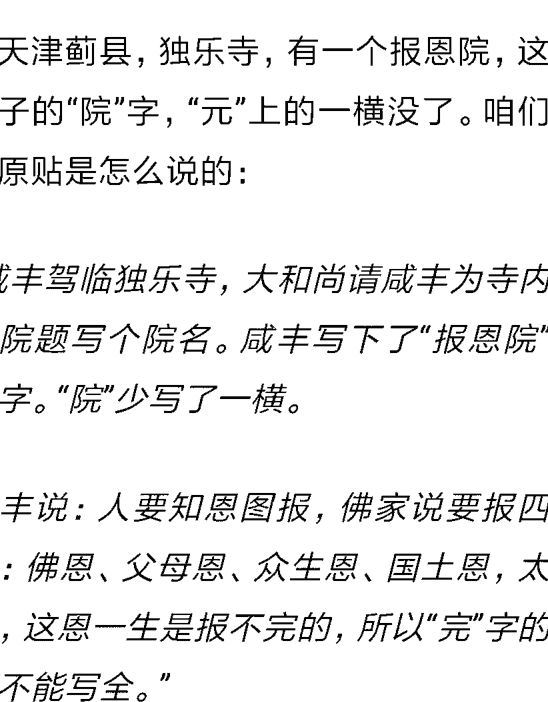 天津蓟县，独乐寺，有一个报恩院，这
子的“院”字，“元”上的一横没了。咱们
原贴是怎么说的：
咸丰驾临独乐寺，大和尚请咸丰为寺内
院题写个院名。咸丰写下了“报恩院”
字。“院”少写了一横。
丰说：人要知恩图报，佛家说要报四
：佛恩、父母恩、众生恩、国土恩，太
，这恩一生是报不完的，所以“完”字的
不能写全。”